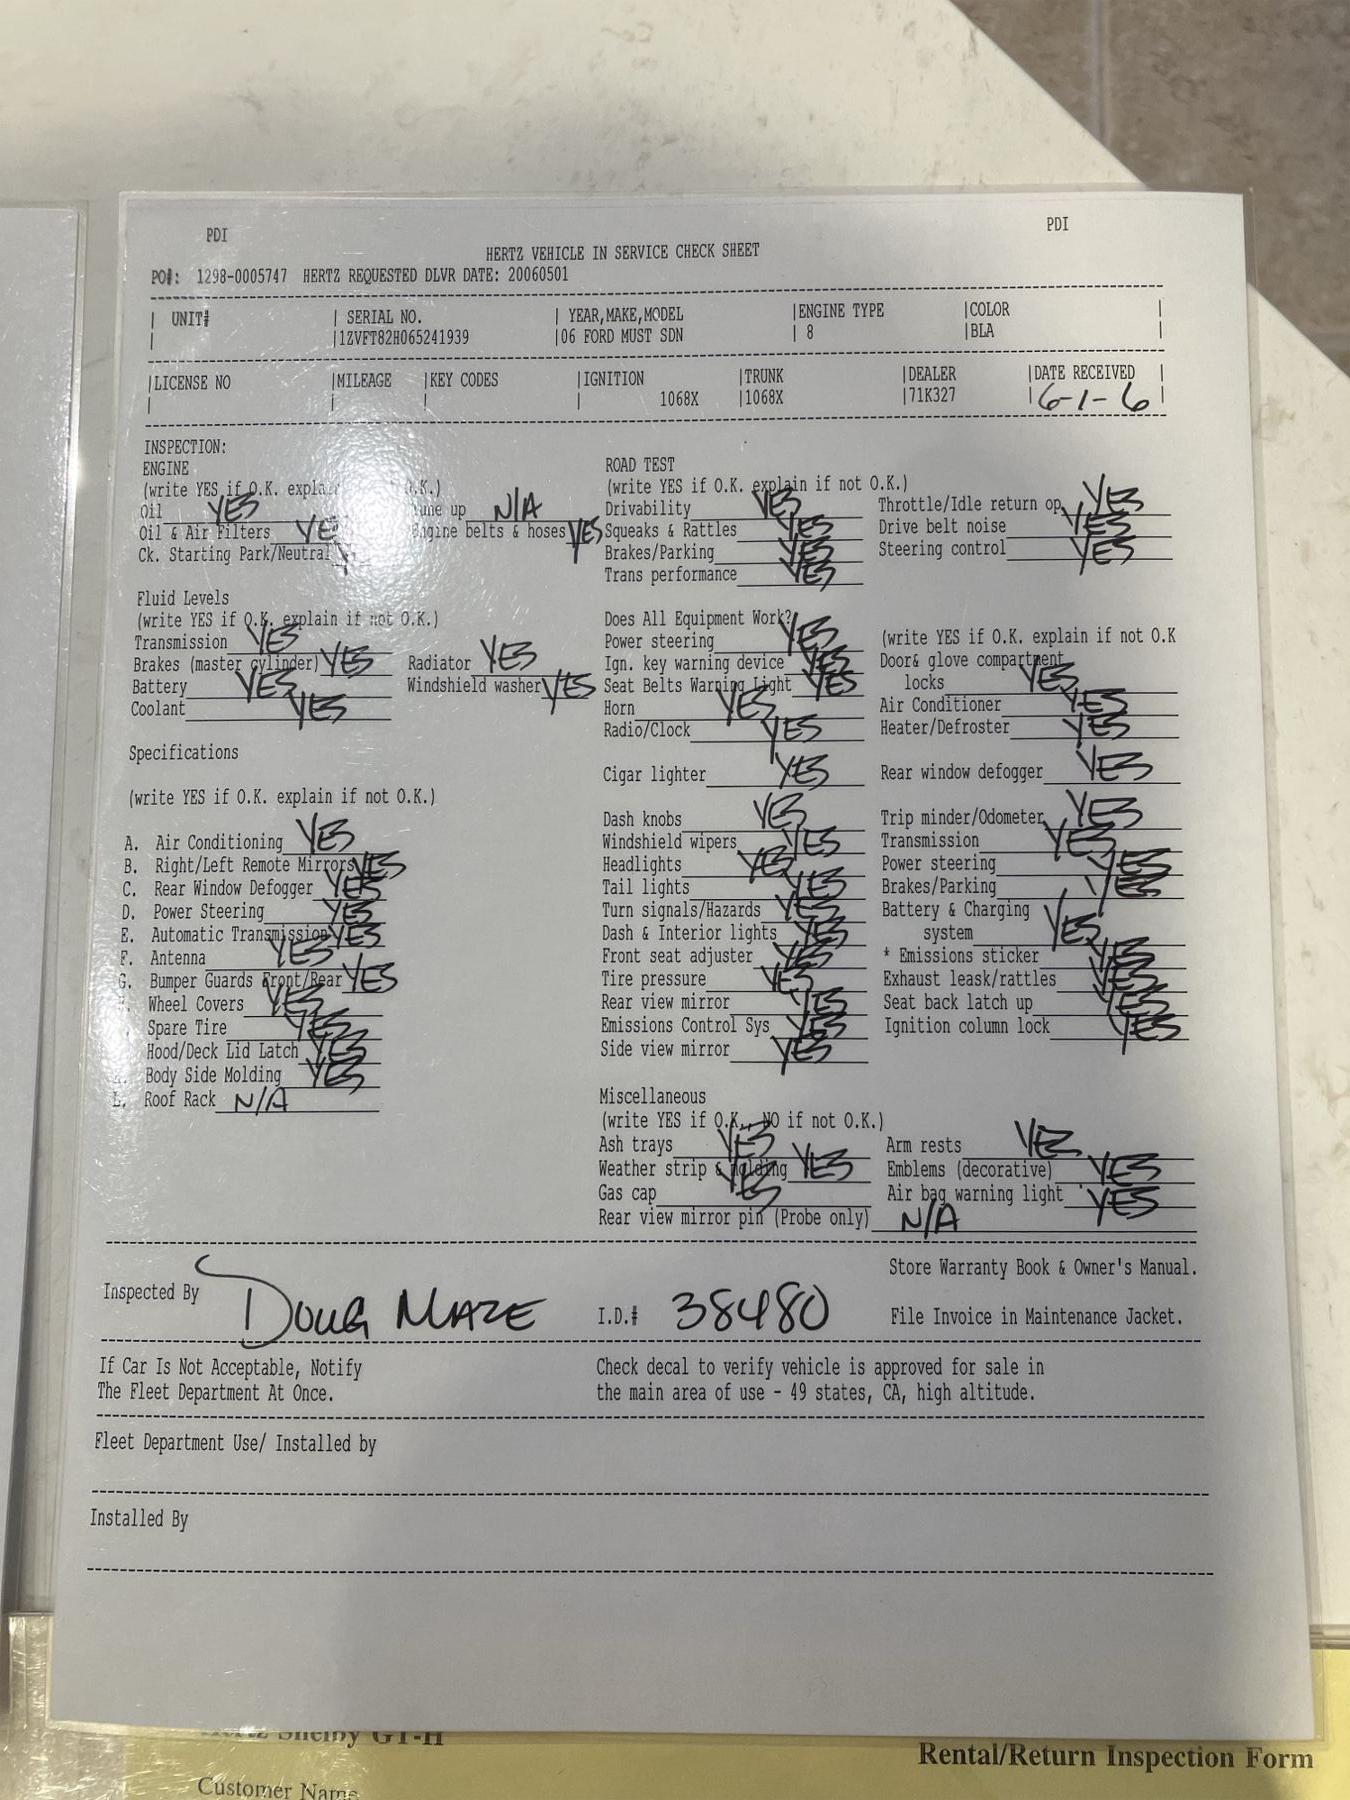 PDI PDI
HERTZ VEHICLE IN SERVICE CHECK SHEET
PO#: 1298-0005747 HERTZ REQUESTED DLVR DATE: 20060501
| UNIT# | SERIAL NO. | YEAR,MAKE,MODEL |ENGINE TYPE |COLOR |
| |1ZVFT82H065241939 |06 FORD MUST SDN | 8 |BLA |
|LICENSE NO |MILEAGE |KEY CODES |IGNITION |TRUNK |DEALER |DATE RECEIVED |
| | | | 1068X |1068X |71K327 |6-1-6 |
INSPECTION:
ENGINE
(write YES if O.K. O.K.)
Oil YES up N/A
Oil & Air Filters YE belts & hoses YES
Ck. Starting Park/Neutral
Fluid Levels
(write YES if O.K. explain if not O.K.)
Transmission YES
Brakes (master cylinder) YES Radiator YES
Battery YES Windshield washer YES
Coolant YES
Specifications
(write YES if O.K. explain if not O.K.)
A. Air Conditioning YES
B. Right/Left Remote Mirrors YES
C. Rear Window Defogger YES
D. Power Steering YES
E. Automatic Transmission YES
F. Antenna YES
G. Bumper Guards Front/Rear YES
Wheel Covers YES
Spare Tire YES
Hood/Deck Lid Latch YES
Body Side Molding YES
L. Roof Rack N/A
ROAD TEST
(write YES if O.K. explain if not O.K.)
Drivability YES Throttle/Idle return op YES
Squeaks & Rattles YES Drive belt noise YES
Brakes/Parking YES Steering control YES
Trans performance YES
Does All Equipment Work?
Power steering YES (write YES if O.K. explain if not O.K
Ign. key warning device YES Door& glove compartment
Seat Belts Warning Light YES locks YES
Horn YES Air Conditioner YES
Radio/Clock YES Heater/Defroster YES
Cigar lighter YES Rear window defogger YES
Dash knobs YES Trip minder/Odometer YES
Windshield wipers YES Transmission YES
Headlights YES Power steering YES
Tail lights YES Brakes/Parking YES
Turn signals/Hazards YES Battery & Charging
Dash & Interior lights YES system YES
Front seat adjuster YES * Emissions sticker YES
Tire pressure YES Exhaust leask/rattles YES
Rear view mirror YES Seat back latch up YES
Emissions Control Sys YES Ignition column lock YES
Side view mirror YES
Miscellaneous
(write YES if O.K., NO if not O.K.)
Ash trays YES Arm rests YES
Weather strip & molding YES Emblems (decorative) YES
Gas cap YES Air bag warning light YES
Rear view mirror pin (Probe only) N/A
Store Warranty Book & Owner's Manual.
Inspected By DOUG MAZE I.D.# 38480 File Invoice in Maintenance Jacket.
If Car Is Not Acceptable, Notify Check decal to verify vehicle is approved for sale in
The Fleet Department At Once. the main area of use - 49 states, CA, high altitude.
Fleet Department Use/ Installed by
Installed By
Hertz Shelby GT-H
Rental/Return Inspection Form
Customer Name